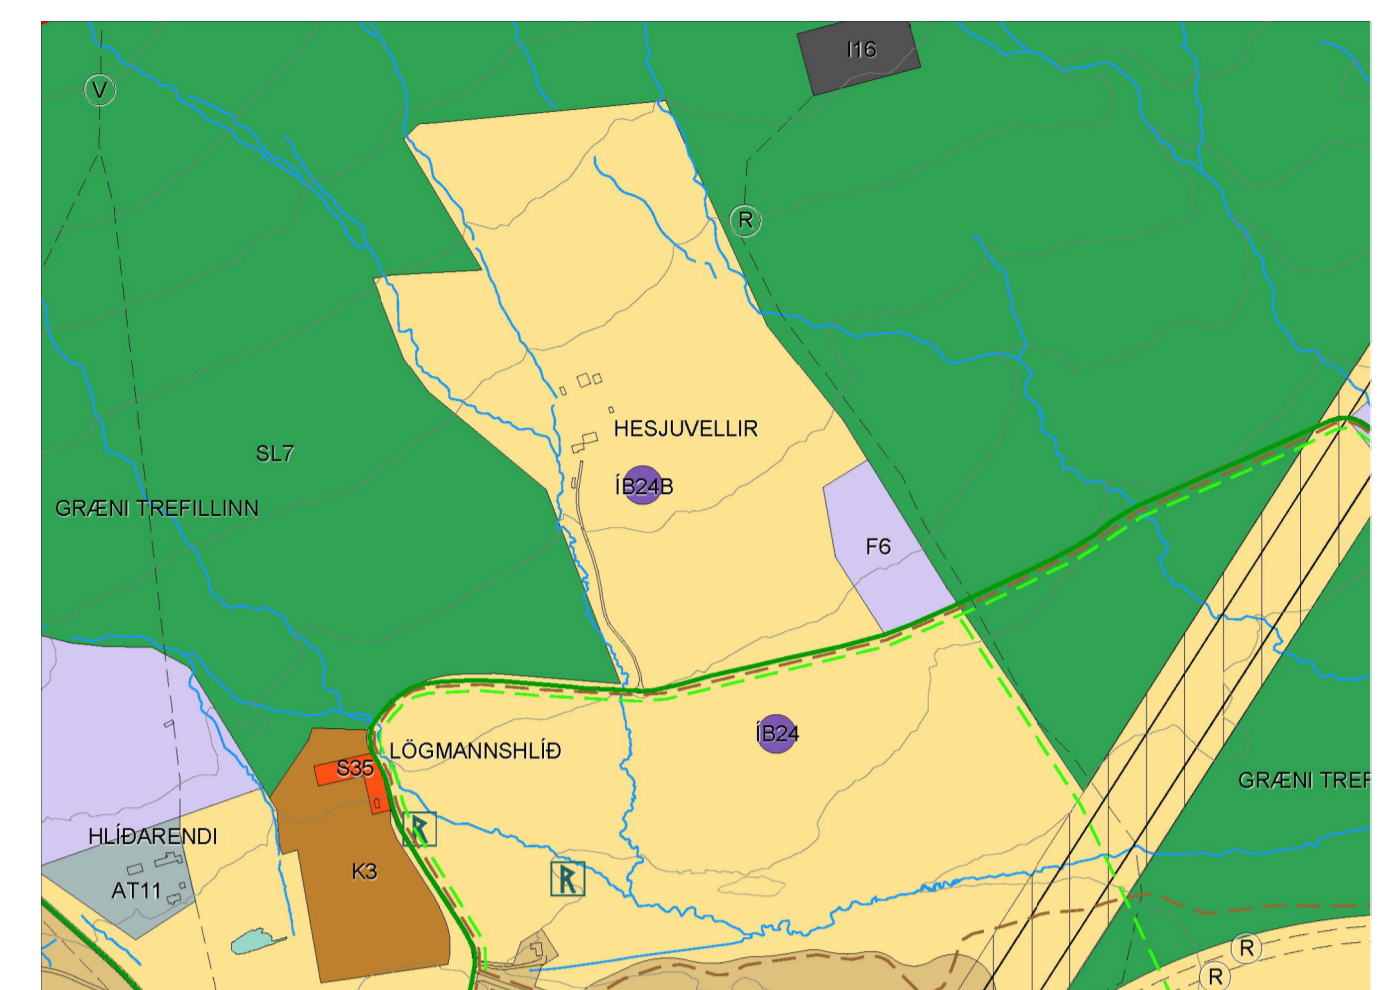 I16
V
R
HESJUVELLIR
SL7
ÍB24B
GRÆNI TREFILLINN
F6
ÍB24
LÖGMANNSHLÍÐ
S35
GRÆNI TREF
HLÍÐARENDI
R
K3
R
AT11
R
R